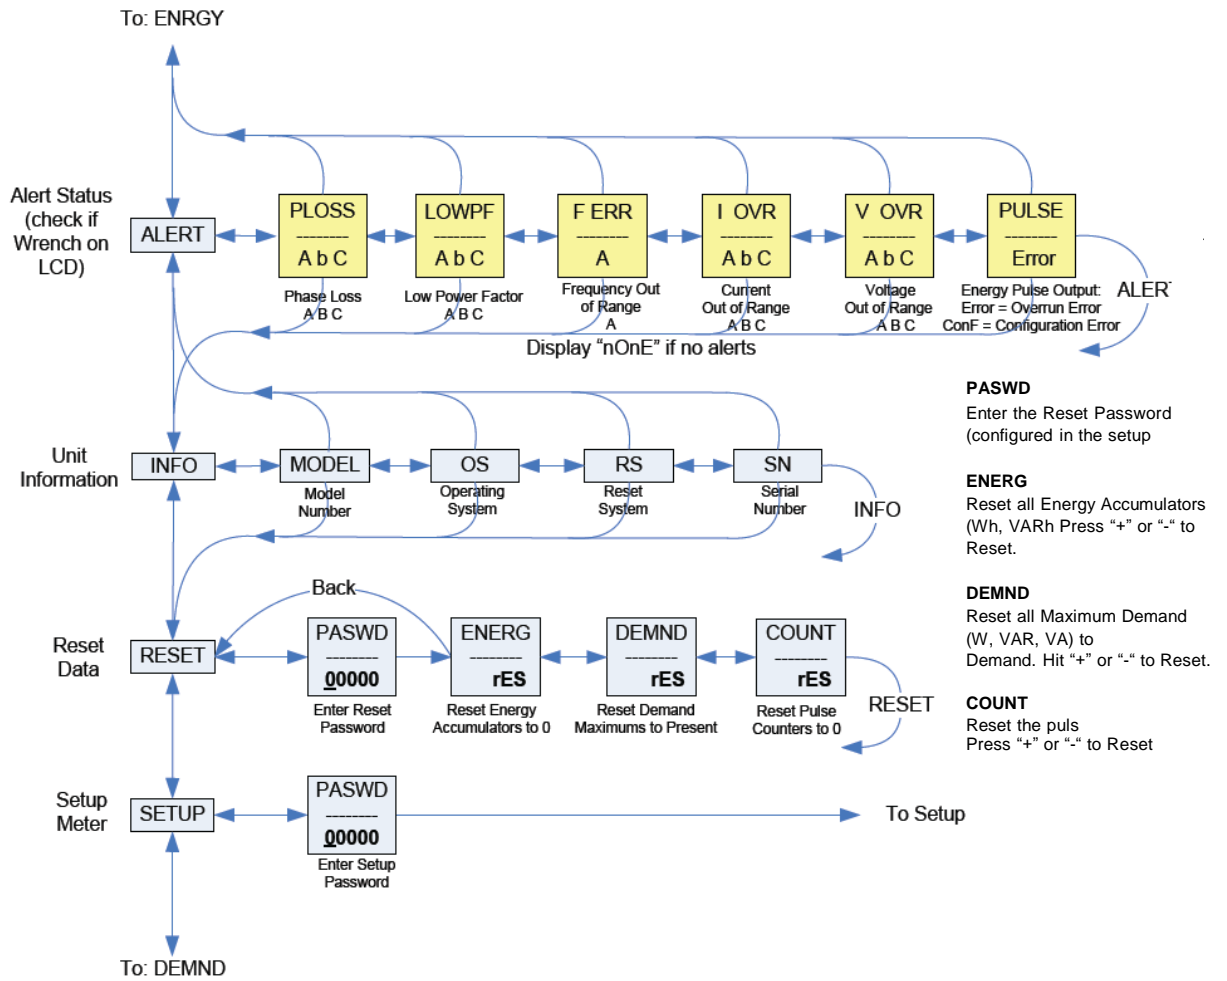 To: ENRGY
Alert Status
(check if
Wrench on
LCD)
ALERT
PLOSS
--------
A b C
Phase Loss
A B C
LOWPF
--------
A b C
Low Power Factor
A B C
F ERR
--------
A
Frequency Out
of Range
A
I OVR
--------
A b C
Current
Out of Range
A B C
V OVR
--------
A b C
Voltage
Out of Range
A B C
PULSE
--------
Error
Energy Pulse Output:
Error = Overrun Error
ConF = Configuration Error
ALER
Display “nOnE” if no alerts
Unit
Information
INFO
MODEL
Model
Number
OS
Operating
System
RS
Reset
System
SN
Serial
Number
INFO
Back
Reset
Data
RESET
PASWD
--------
00000
Enter Reset
Password
ENERG
--------
rES
Reset Energy
Accumulators to 0
DEMND
--------
rES
Reset Demand
Maximums to Present
COUNT
--------
rES
Reset Pulse
Counters to 0
RESET
Setup
Meter
SETUP
PASWD
--------
00000
Enter Setup
Password
To Setup
To: DEMND
PASWD
Enter the Reset Password
(configured in the setup
ENERG
Reset all Energy Accumulators
(Wh, VARh Press “+” or “-“ to
Reset.
DEMND
Reset all Maximum Demand
(W, VAR, VA) to
Demand. Hit “+” or “-“ to Reset.
COUNT
Reset the puls
Press “+” or “-“ to Reset